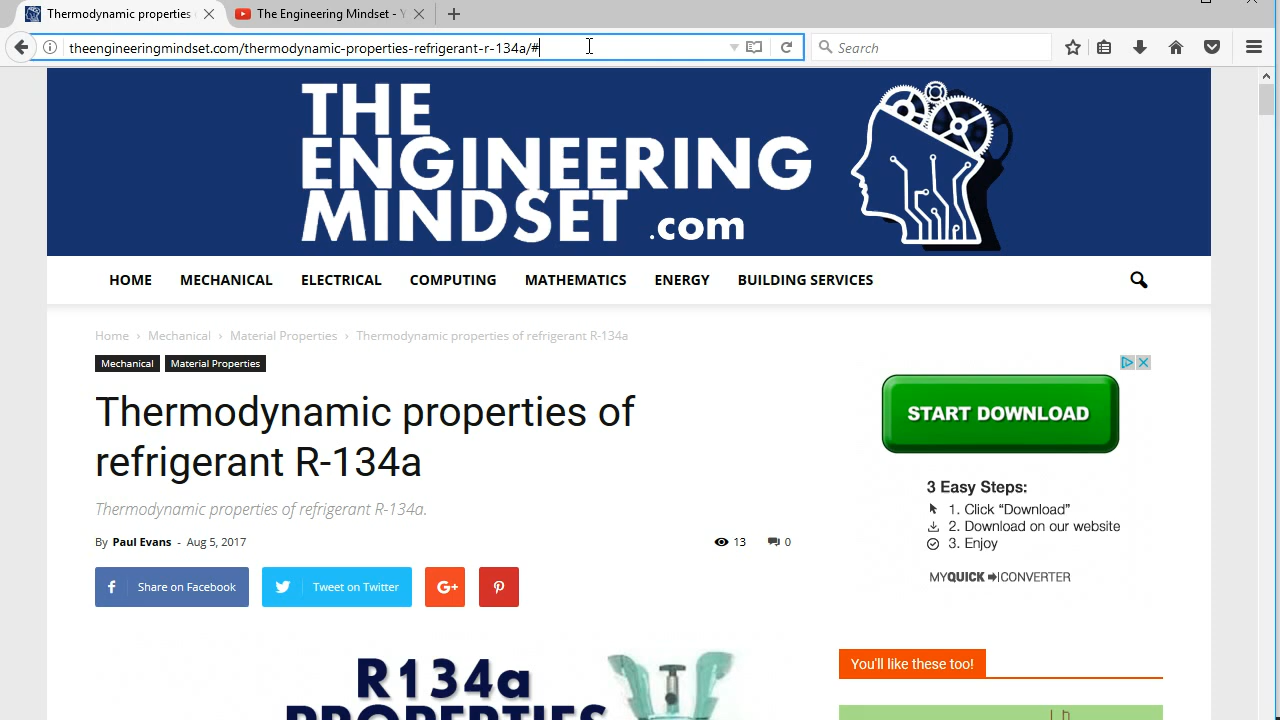 Thermodynamic properties
The Engineering Mindset -
theengineeringmindset.com/thermodynamic-properties-refrigerant-r-134a/#
Search
THE
ENGINEERING
MINDSET
.com
HOME MECHANICAL ELECTRICAL COMPUTING MATHEMATICS ENERGY BUILDING SERVICES
Home › Mechanical › Material Properties › Thermodynamic properties of refrigerant R-134a
Mechanical Material Properties
Thermodynamic properties of
refrigerant R-134a
Thermodynamic properties of refrigerant R-134a.
By Paul Evans - Aug 5, 2017 13 0
Share on Facebook Tweet on Twitter G+
R134a
PROPERTIES
START DOWNLOAD
3 Easy Steps:
1. Click “Download”
2. Download on our website
3. Enjoy
MYQUICK CONVERTER
You'll like these too!